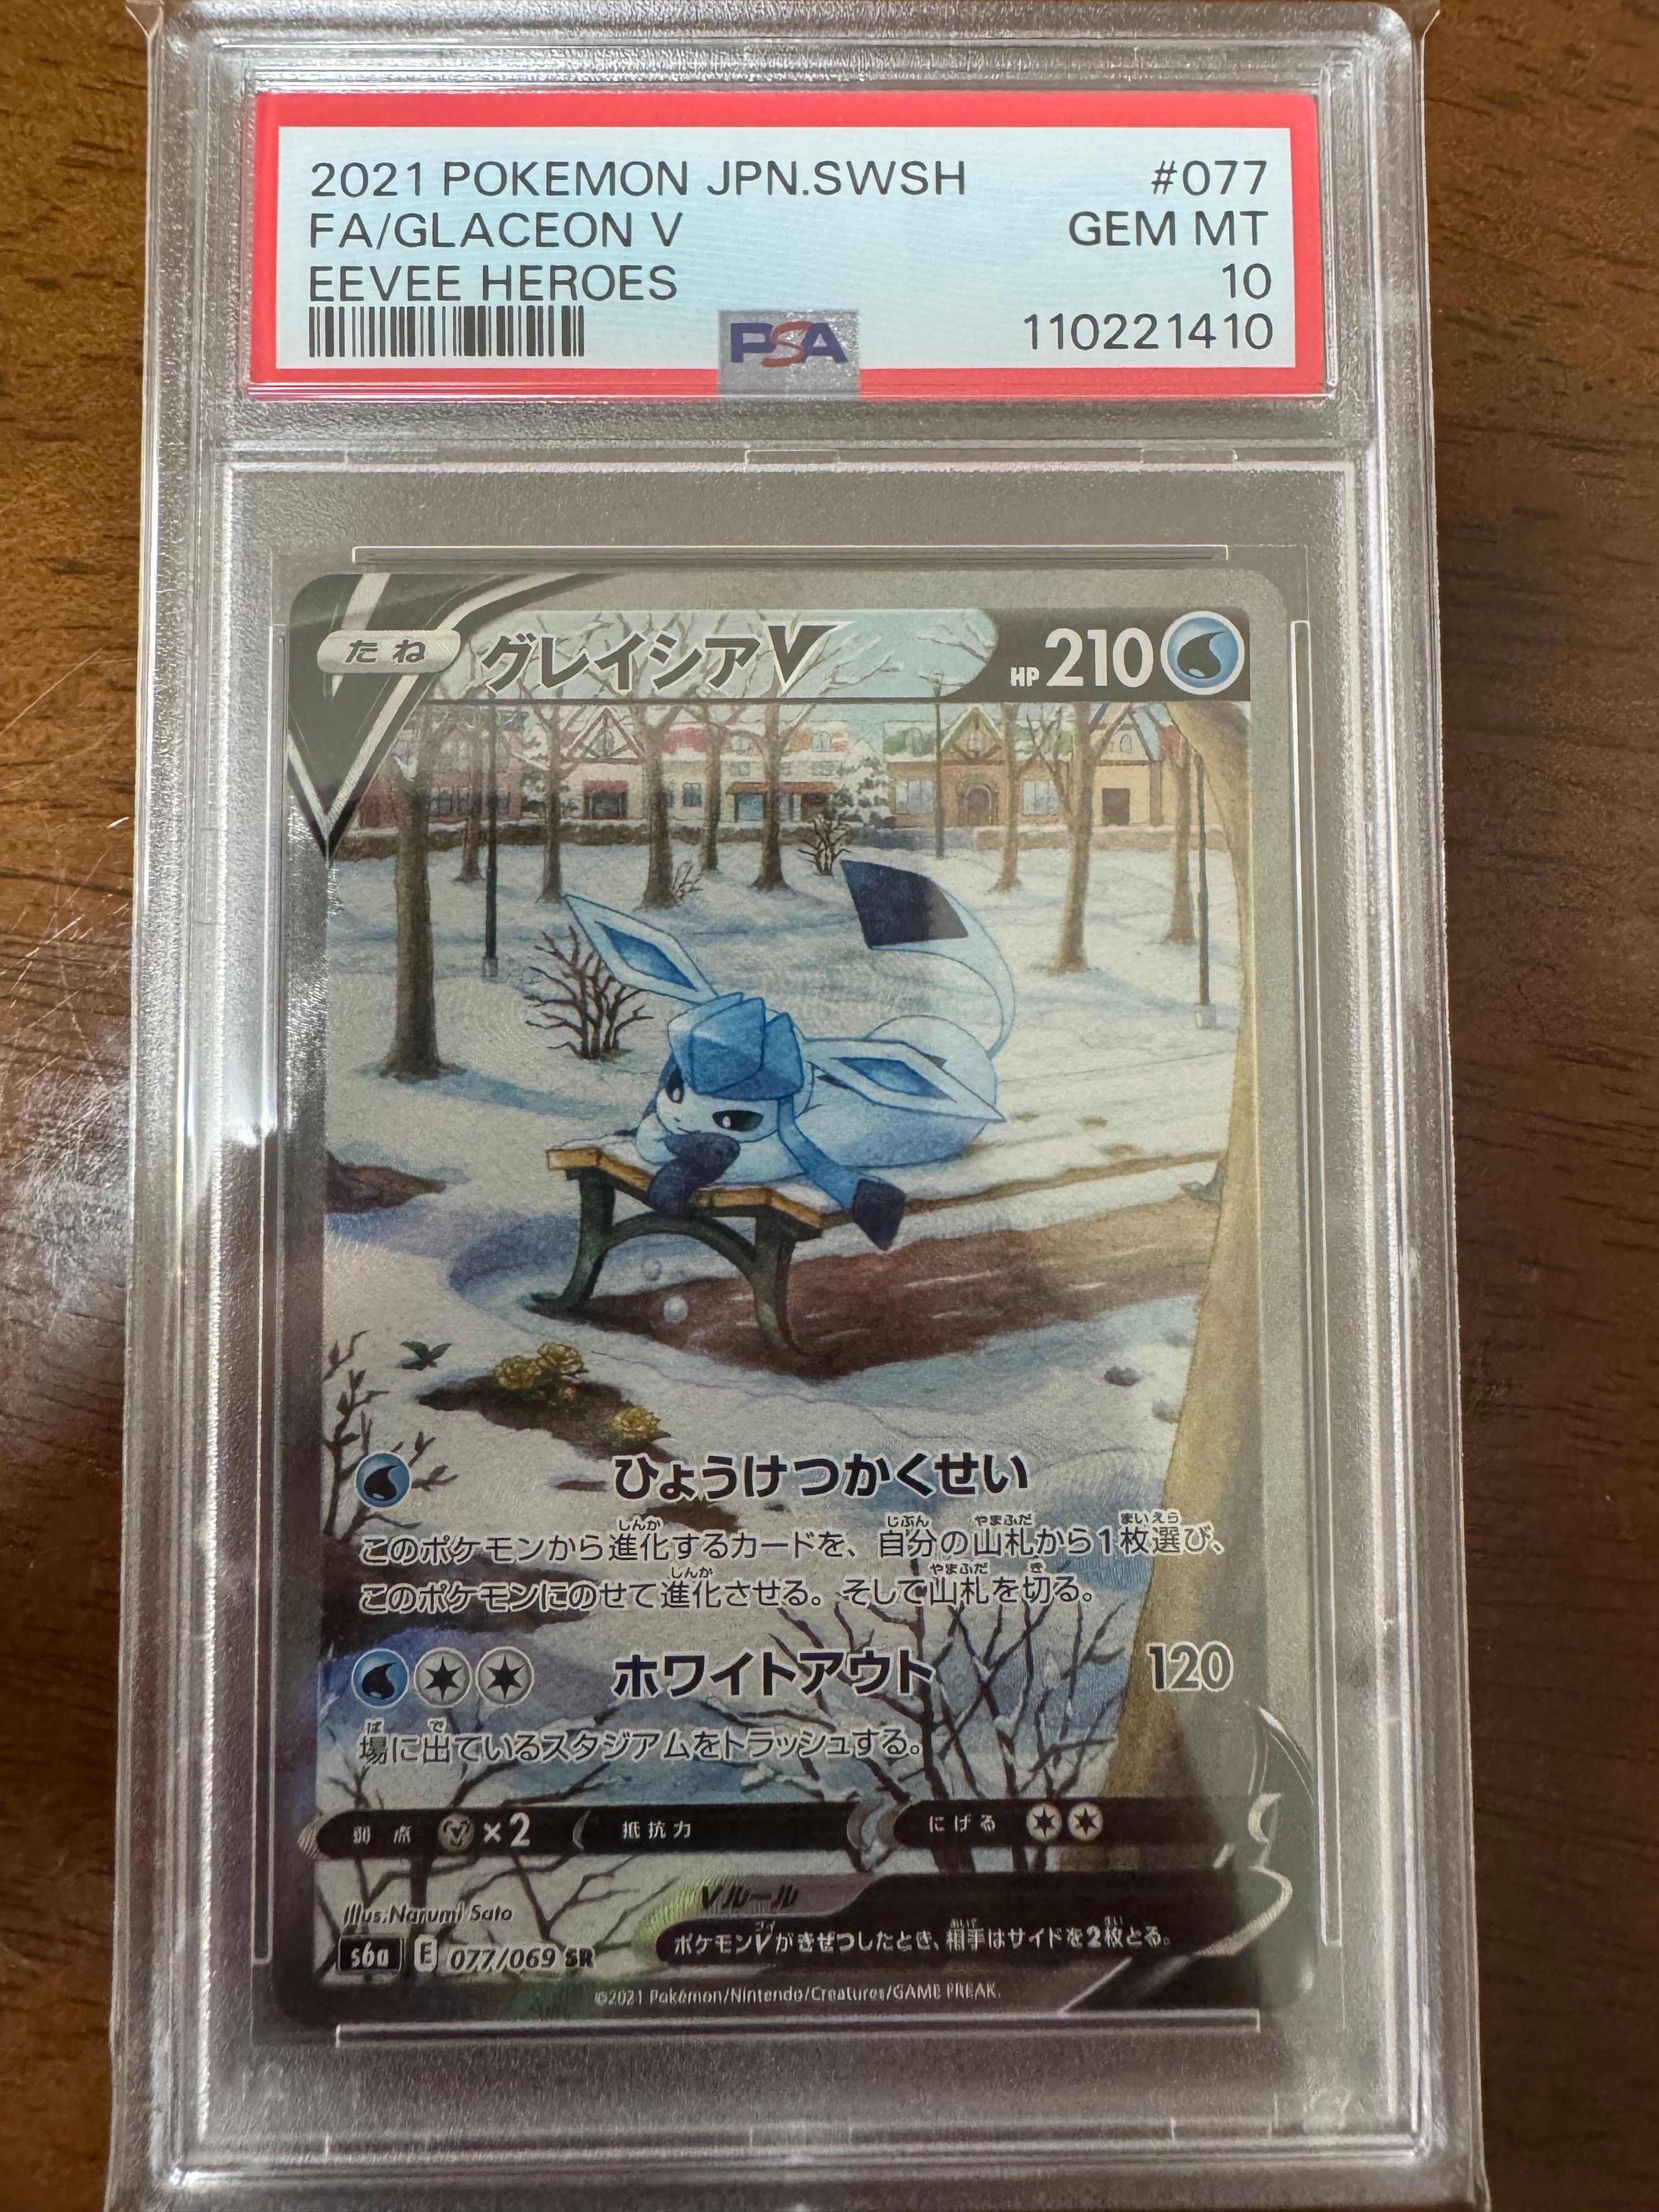 2021 POKEMON JPN.SWSH #077
FA/GLACEON V GEM MT
EEVEE HEROES 10
PSA 110221410
たね グレイシアV HP210
ひょうけつかくせい
このポケモンから進化するカードを、自分の山札から1枚選び、
このポケモンにのせて進化させる。そして山札を切る。
ホワイトアウト 120
場に出ているスタジアムをトラッシュする。
弱点 ×2 抵抗力 にげる
Vルール
Illus.Narumi Sato
ポケモンVがきぜつしたとき、相手はサイドを2枚とる。
s6a E 077/069 SR
©2021 Pokémon/Nintendo/Creatures/GAME FREAK.